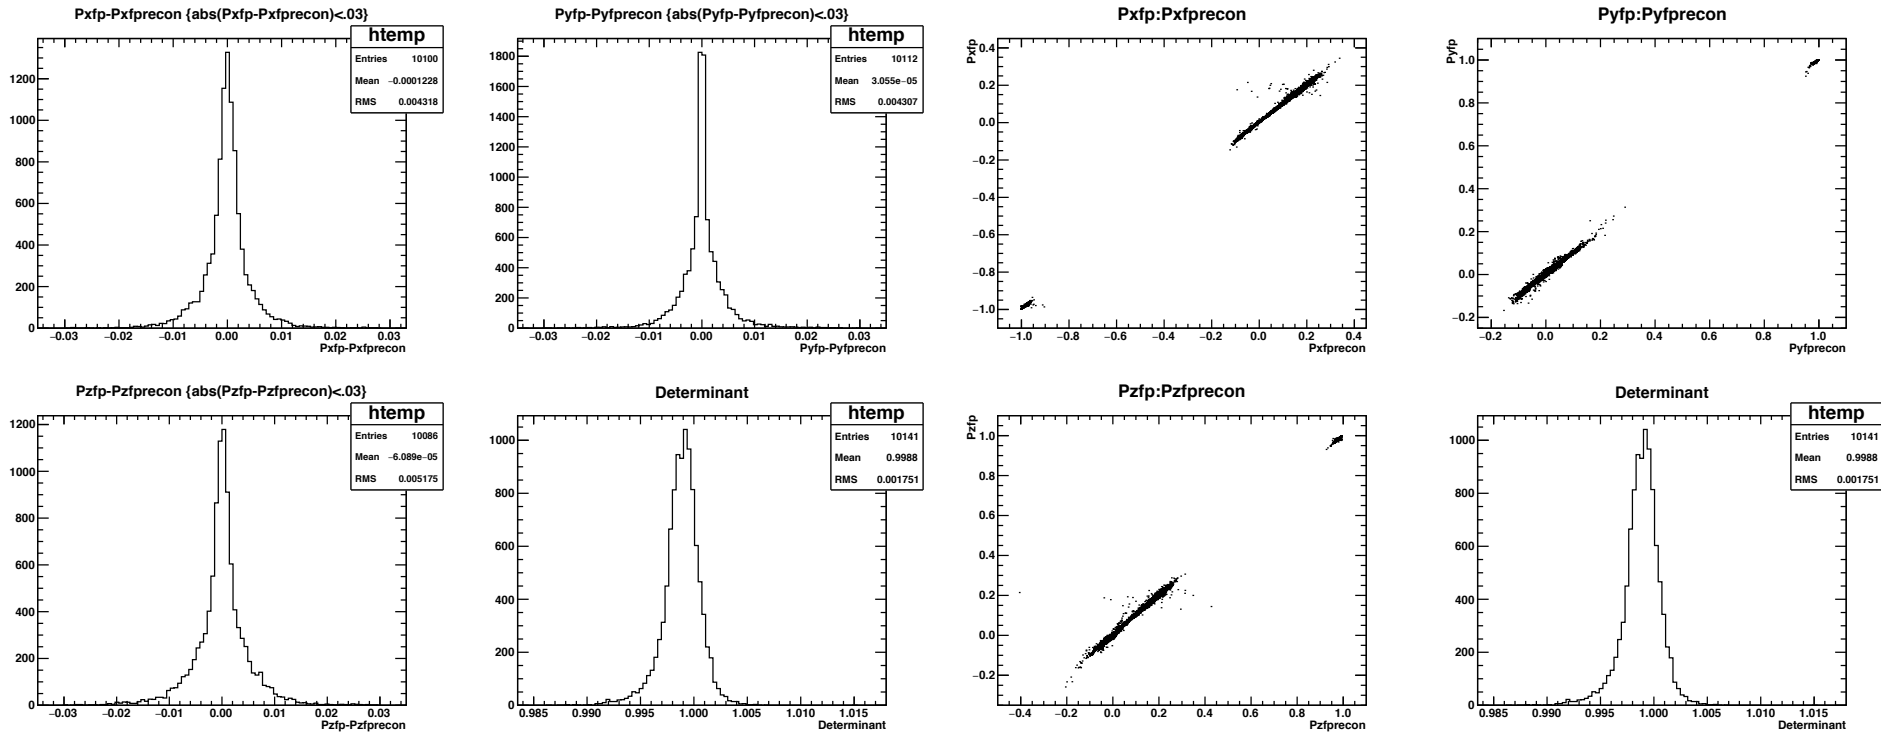 Pxfp-Pxfprecon {abs(Pxfp-Pxfprecon)<.03}
htemp
Entries 10100
Mean −0.0001228
RMS 0.004318
1200
1000
800
600
400
200
0
−0.03 −0.02 −0.01 0.00 0.01 0.02 0.03
Pxfp-Pxfprecon
Pyfp-Pyfprecon {abs(Pyfp-Pyfprecon)<.03}
htemp
Entries 10112
Mean 3.055e−05
RMS 0.004307
1800
1600
1400
1200
1000
800
600
400
200
0
−0.03 −0.02 −0.01 0.00 0.01 0.02 0.03
Pyfp-Pyfprecon
Pxfp:Pxfprecon
Pxfp
0.4
0.2
0.0
−0.2
−0.4
−0.6
−0.8
−1.0
−1.0 −0.8 −0.6 −0.4 −0.2 0.0 0.2 0.4
Pxfprecon
Pyfp:Pyfprecon
Pyfp
1.0
0.8
0.6
0.4
0.2
0.0
−0.2
−0.2 0.0 0.2 0.4 0.6 0.8 1.0
Pyfprecon
Pzfp-Pzfprecon {abs(Pzfp-Pzfprecon)<.03}
htemp
Entries 10086
Mean −6.089e−05
RMS 0.005175
1200
1000
800
600
400
200
0
−0.03 −0.02 −0.01 0.00 0.01 0.02 0.03
Pzfp-Pzfprecon
Determinant
htemp
Entries 10141
Mean 0.9988
RMS 0.001751
1000
800
600
400
200
0
0.985 0.990 0.995 1.000 1.005 1.010 1.015
Determinant
Pzfp:Pzfprecon
Pzfp
1.0
0.8
0.6
0.4
0.2
0.0
−0.2
−0.4 −0.2 0.0 0.2 0.4 0.6 0.8 1.0
Pzfprecon
Determinant
htemp
Entries 10141
Mean 0.9988
RMS 0.001751
1000
800
600
400
200
0
0.985 0.990 0.995 1.000 1.005 1.010 1.015
Determinant